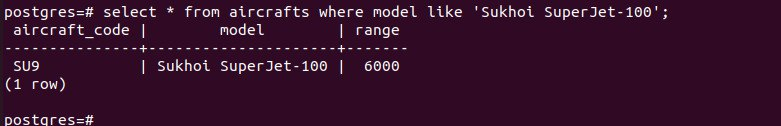 postgres=# select * from aircrafts where model like 'Sukhoi SuperJet-100';
 aircraft_code |        model        | range
---------------+---------------------+-------
 SU9           | Sukhoi SuperJet-100 |  6000
(1 row)
postgres=#